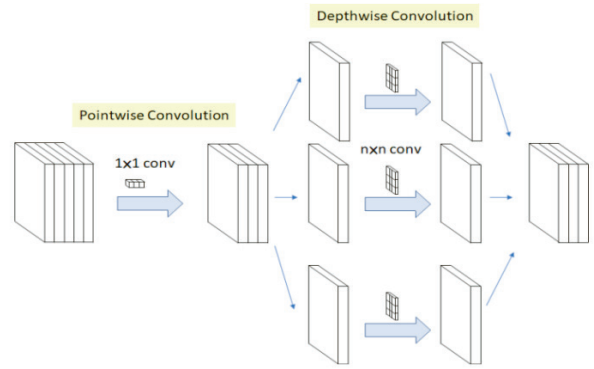 Depthwise Convolution
Pointwise Convolution
1x1 conv
nxn conv